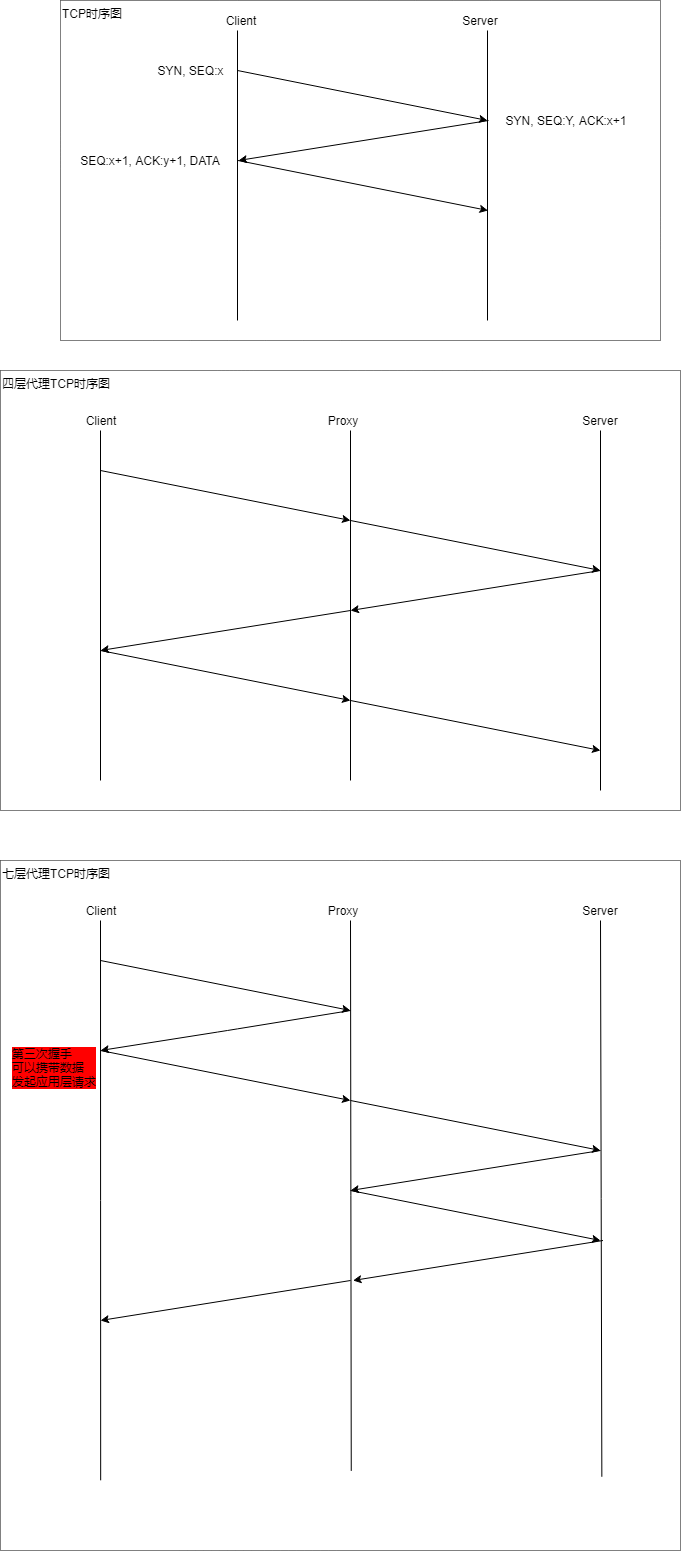 TCP时序图
Client
Server
SYN, SEQ:x
SYN, SEQ:Y, ACK:x+1
SEQ:x+1, ACK:y+1, DATA
四层代理TCP时序图
Client
Proxy
Server
七层代理TCP时序图
Client
Proxy
Server
第三次握手
可以携带数据
发起应用层请求